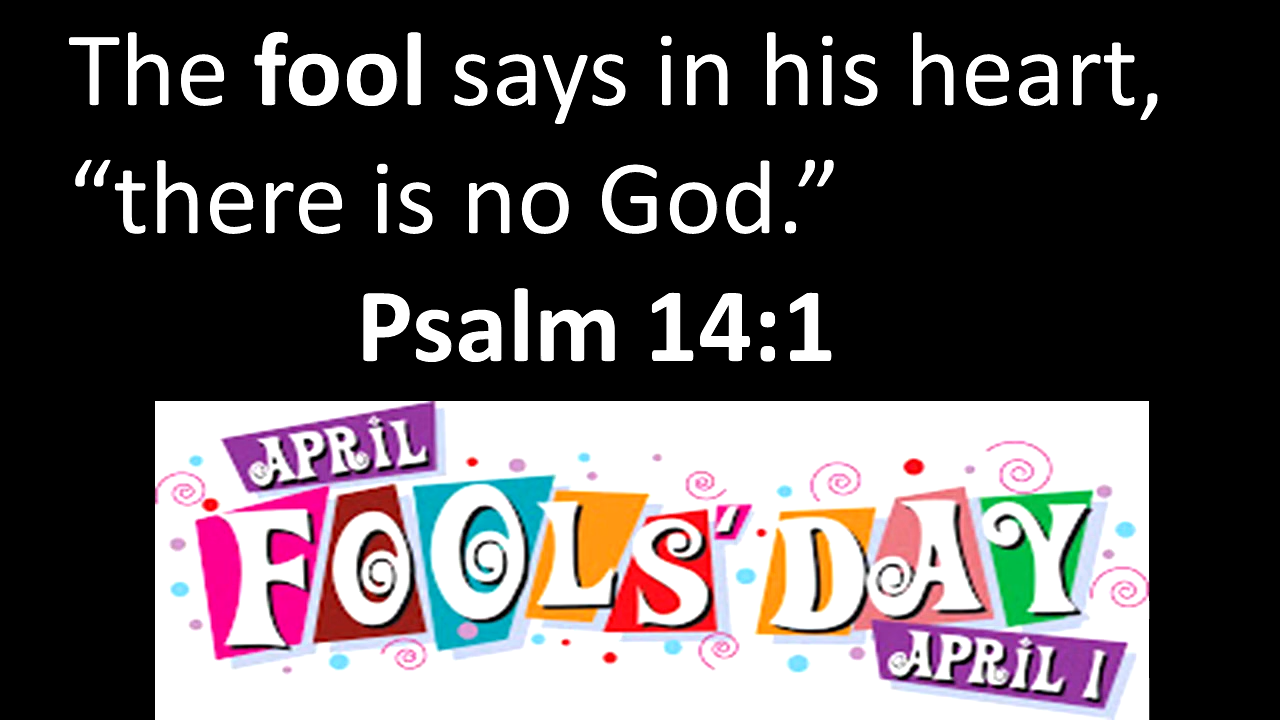 The fool says in his heart,
“there is no God.”
Psalm 14:1
APRIL
FOOLS’ DAY
APRIL 1